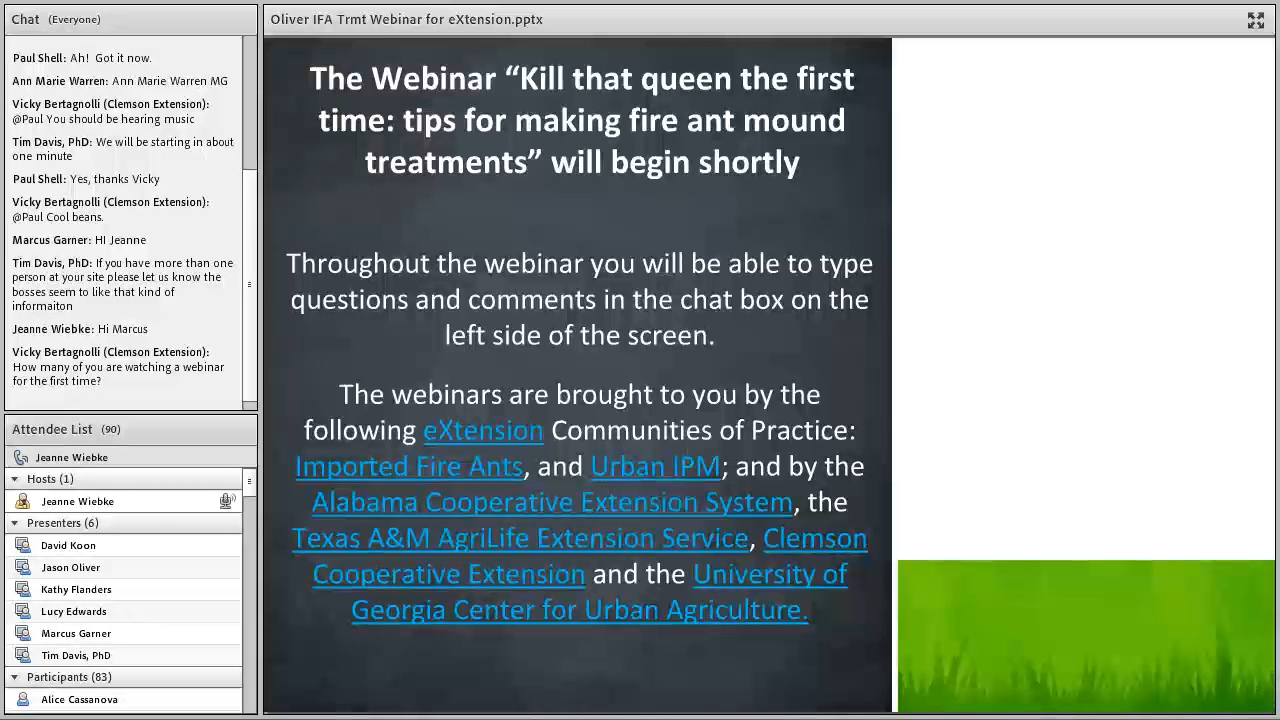 Chat (Everyone)
Paul Shell: Ah! Got it now.
Ann Marie Warren: Ann Marie Warren MG
Vicky Bertagnolli (Clemson Extension):
@Paul You should be hearing music
Tim Davis, PhD: We will be starting in about
one minute
Paul Shell: Yes, thanks Vicky
Vicky Bertagnolli (Clemson Extension):
@Paul Cool beans.
Marcus Garner: HI Jeanne
Tim Davis, PhD: If you have more than one
person at your site please let us know the
bosses seem to like that kind of
informaiton
Jeanne Wiebke: Hi Marcus
Vicky Bertagnolli (Clemson Extension):
How many of you are watching a webinar
for the first time?
Attendee List (90)
Jeanne Wiebke
Hosts (1)
Jeanne Wiebke
Presenters (6)
David Koon
Jason Oliver
Kathy Flanders
Lucy Edwards
Marcus Garner
Tim Davis, PhD
Participants (83)
Alice Cassanova
Oliver IFA Trmt Webinar for eXtension.pptx
The Webinar “Kill that queen the first
time: tips for making fire ant mound
treatments” will begin shortly
Throughout the webinar you will be able to type
questions and comments in the chat box on the
left side of the screen.
The webinars are brought to you by the
following eXtension Communities of Practice:
Imported Fire Ants, and Urban IPM; and by the
Alabama Cooperative Extension System, the
Texas A&M AgriLife Extension Service, Clemson
Cooperative Extension and the University of
Georgia Center for Urban Agriculture.